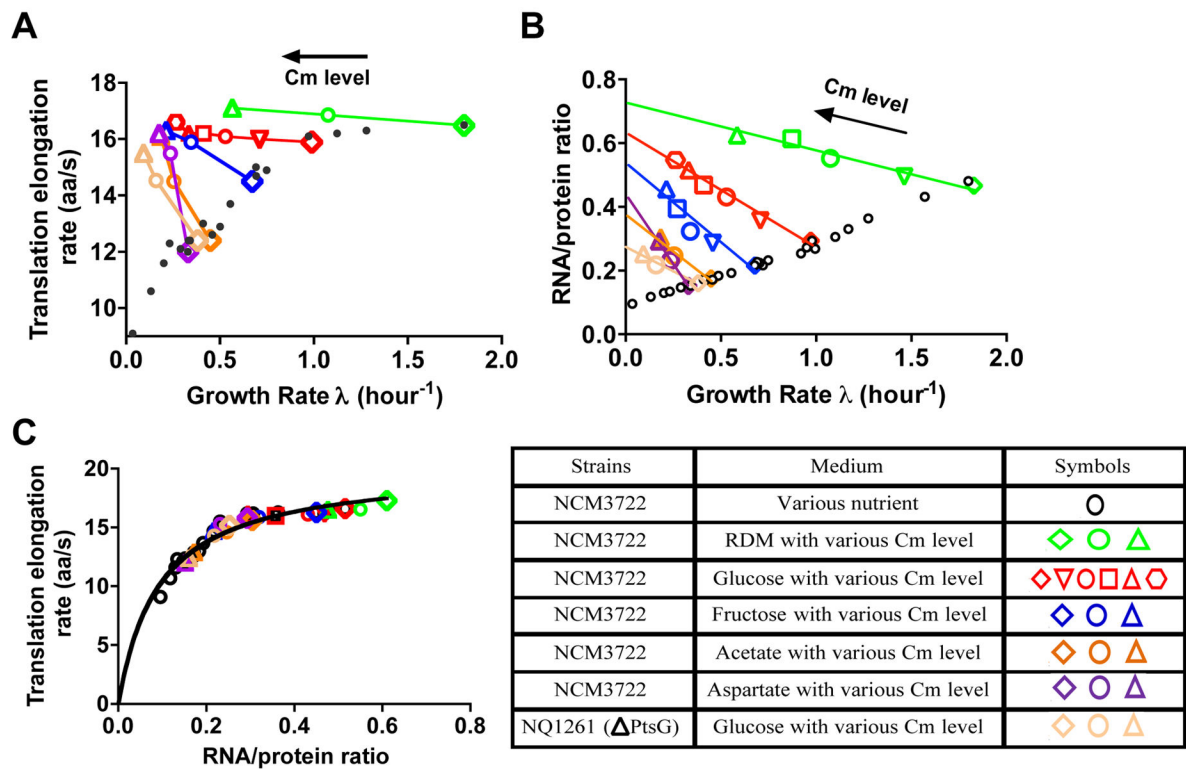 A
Cm level
Translation elongation
rate (aa/s)
18
16
14
12
10
0.0 0.5 1.0 1.5 2.0
Growth Rate λ (hour⁻¹)
B
Cm level
RNA/protein ratio
0.8
0.6
0.4
0.2
0.0
0.0 0.5 1.0 1.5 2.0
Growth Rate λ (hour⁻¹)
C
Translation elongation
rate (aa/s)
20
15
10
5
0
0.0 0.2 0.4 0.6 0.8
RNA/protein ratio
Strains Medium Symbols
NCM3722 Various nutrient
NCM3722 RDM with various Cm level
NCM3722 Glucose with various Cm level
NCM3722 Fructose with various Cm level
NCM3722 Acetate with various Cm level
NCM3722 Aspartate with various Cm level
NQ1261 (ΔPtsG) Glucose with various Cm level